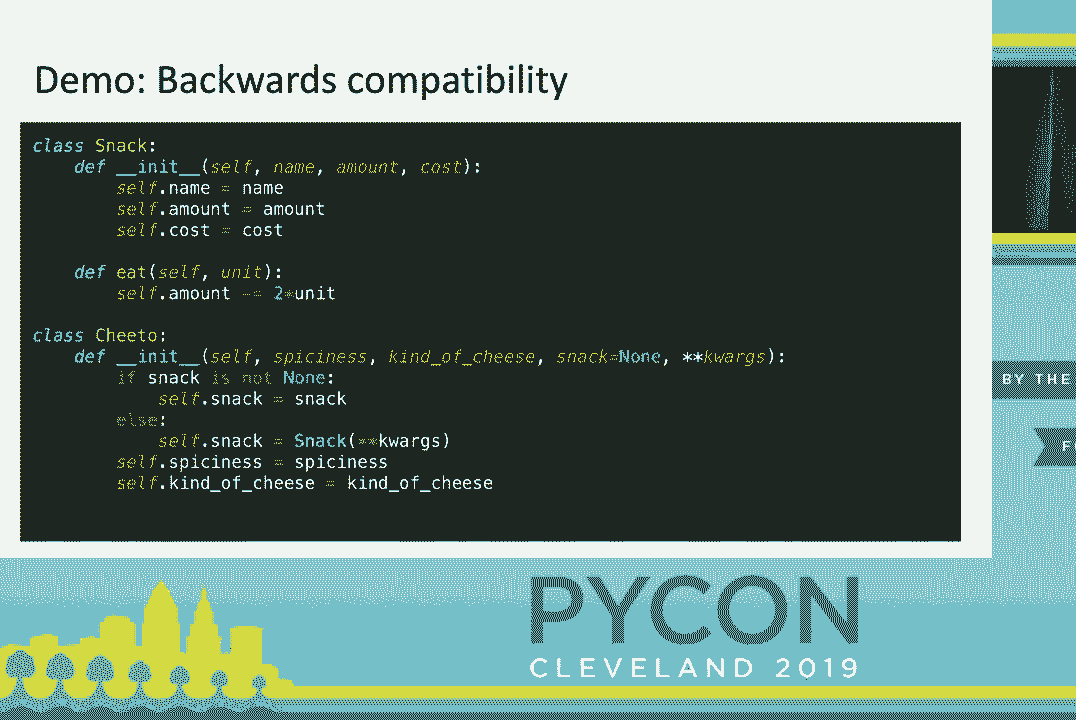 Demo: Backwards compatibility
class Snack:
    def __init__(self, name, amount, cost):
        self.name = name
        self.amount = amount
        self.cost = cost
    def eat(self, unit):
        self.amount -= 2*unit
class Cheeto:
    def __init__(self, spiciness, kind_of_cheese, snack=None, **kwargs):
        if snack is not None:
            self.snack = snack
        else:
            self.snack = Snack(**kwargs)
        self.spiciness = spiciness
        self.kind_of_cheese = kind_of_cheese
BY THE
PYCON
CLEVELAND 2019